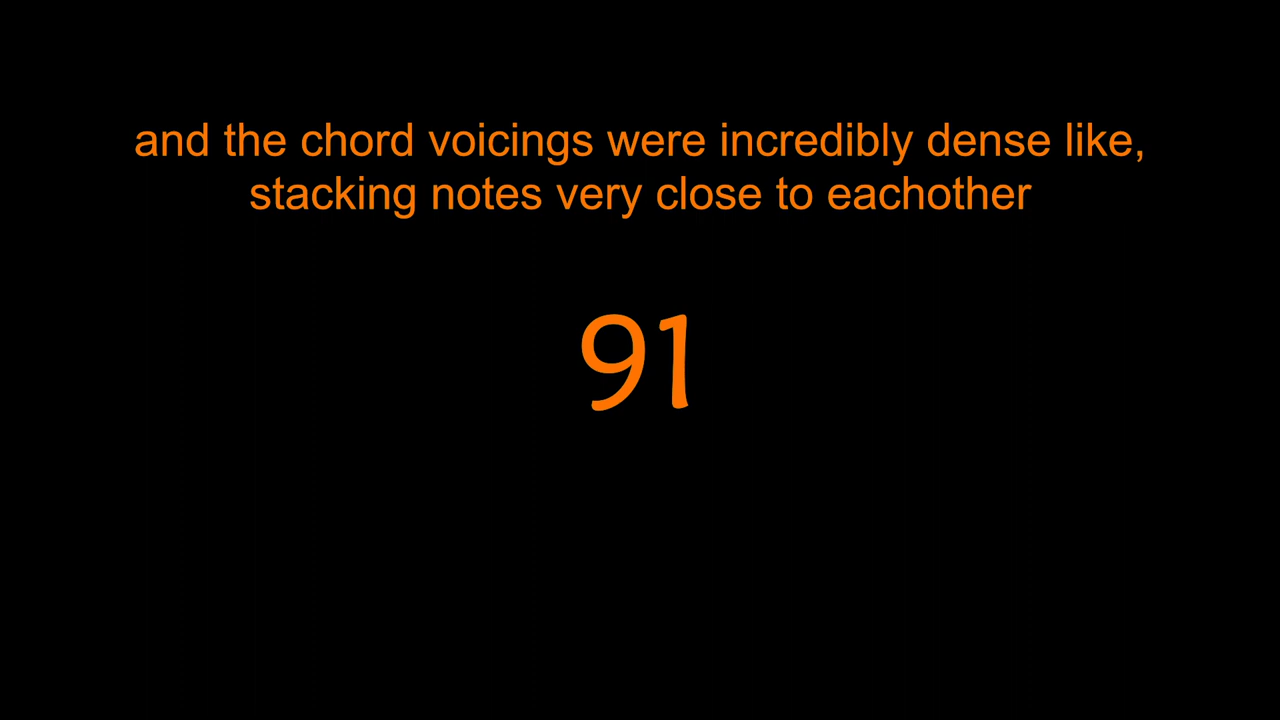 and the chord voicings were incredibly dense like,
stacking notes very close to eachother
91